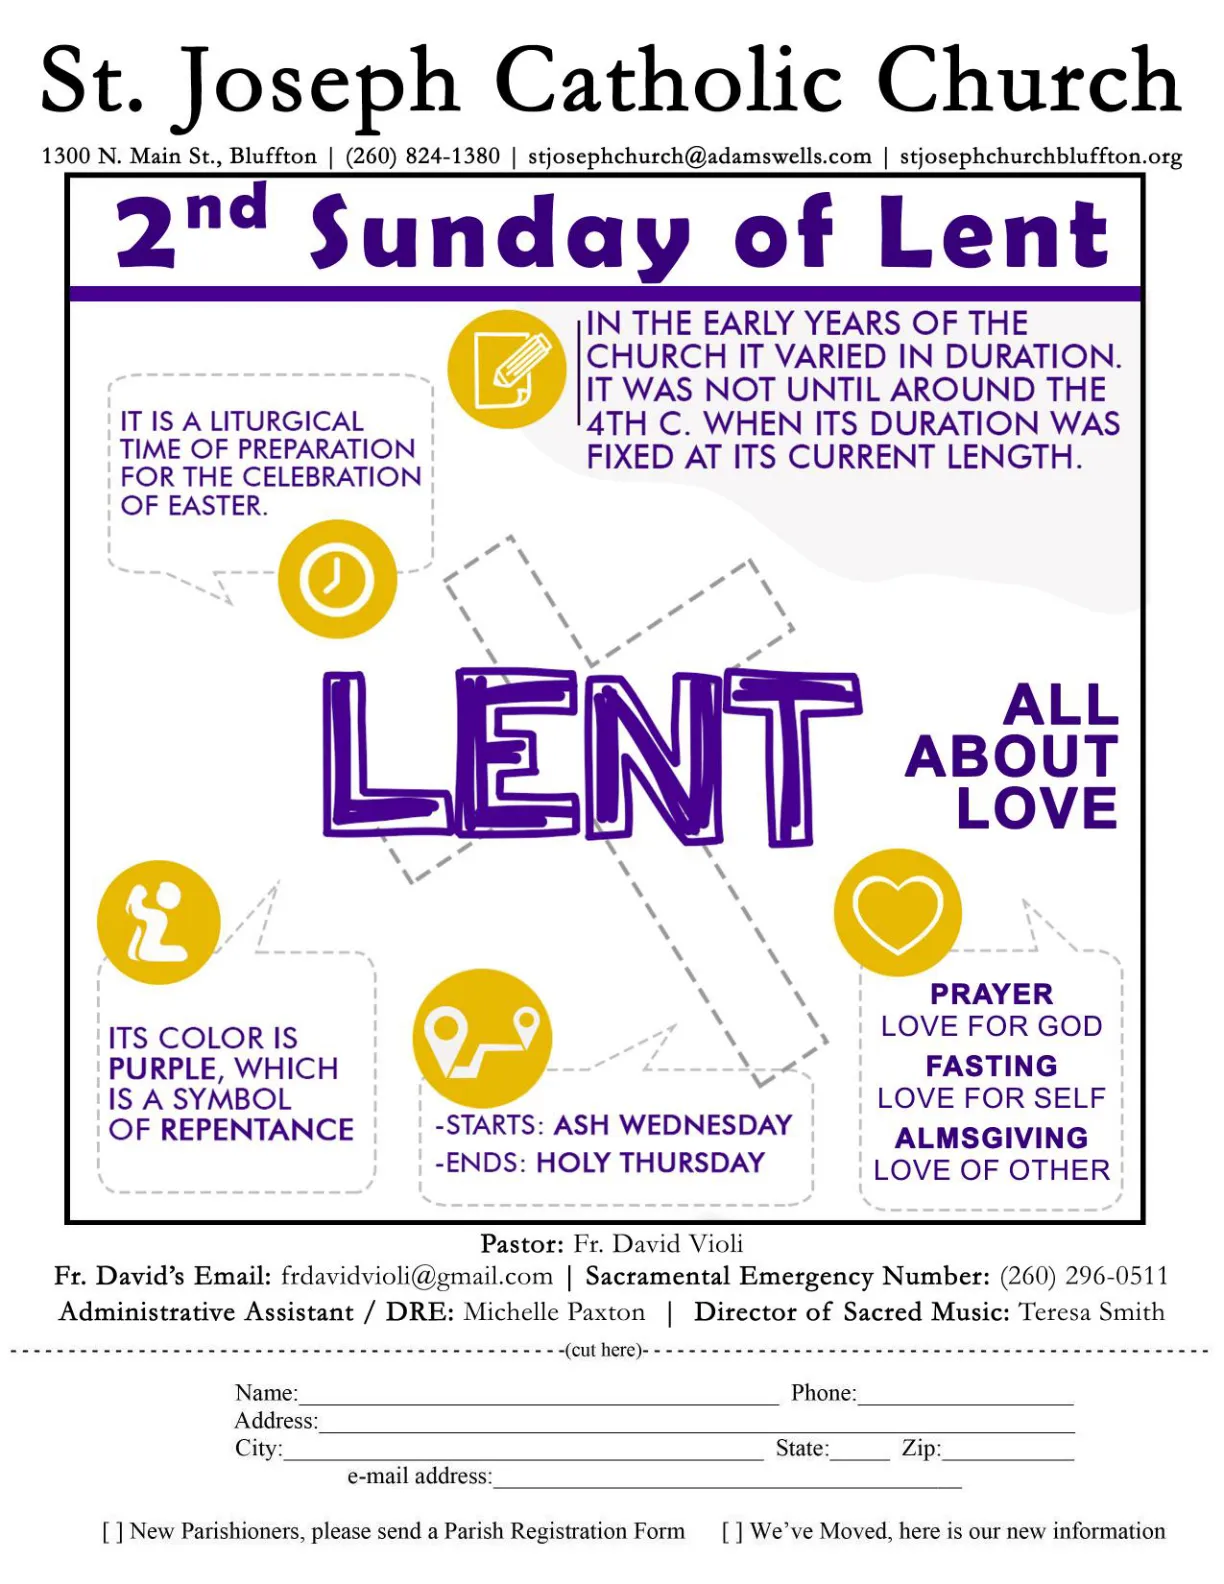 St. Joseph Catholic Church
1300 N. Main St., Bluffton | (260) 824-1380 | stjosephchurch@adamswells.com | stjosephchurchbluffton.org
2nd Sunday of Lent
IN THE EARLY YEARS OF THE
CHURCH IT VARIED IN DURATION.
IT WAS NOT UNTIL AROUND THE
4TH C. WHEN ITS DURATION WAS
FIXED AT ITS CURRENT LENGTH.
IT IS A LITURGICAL
TIME OF PREPARATION
FOR THE CELEBRATION
OF EASTER.
LENT
ALL
ABOUT
LOVE
ITS COLOR IS
PURPLE, WHICH
IS A SYMBOL
OF REPENTANCE
-STARTS: ASH WEDNESDAY
-ENDS: HOLY THURSDAY
PRAYER
LOVE FOR GOD
FASTING
LOVE FOR SELF
ALMSGIVING
LOVE OF OTHER
Pastor: Fr. David Violi
Fr. David's Email: frdavidvioli@gmail.com | Sacramental Emergency Number: (260) 296-0511
Administrative Assistant / DRE: Michelle Paxton | Director of Sacred Music: Teresa Smith
(cut here)
Name: Phone:
Address:
City: State: Zip:
e-mail address:
[ ] New Parishioners, please send a Parish Registration Form [ ] We've Moved, here is our new information